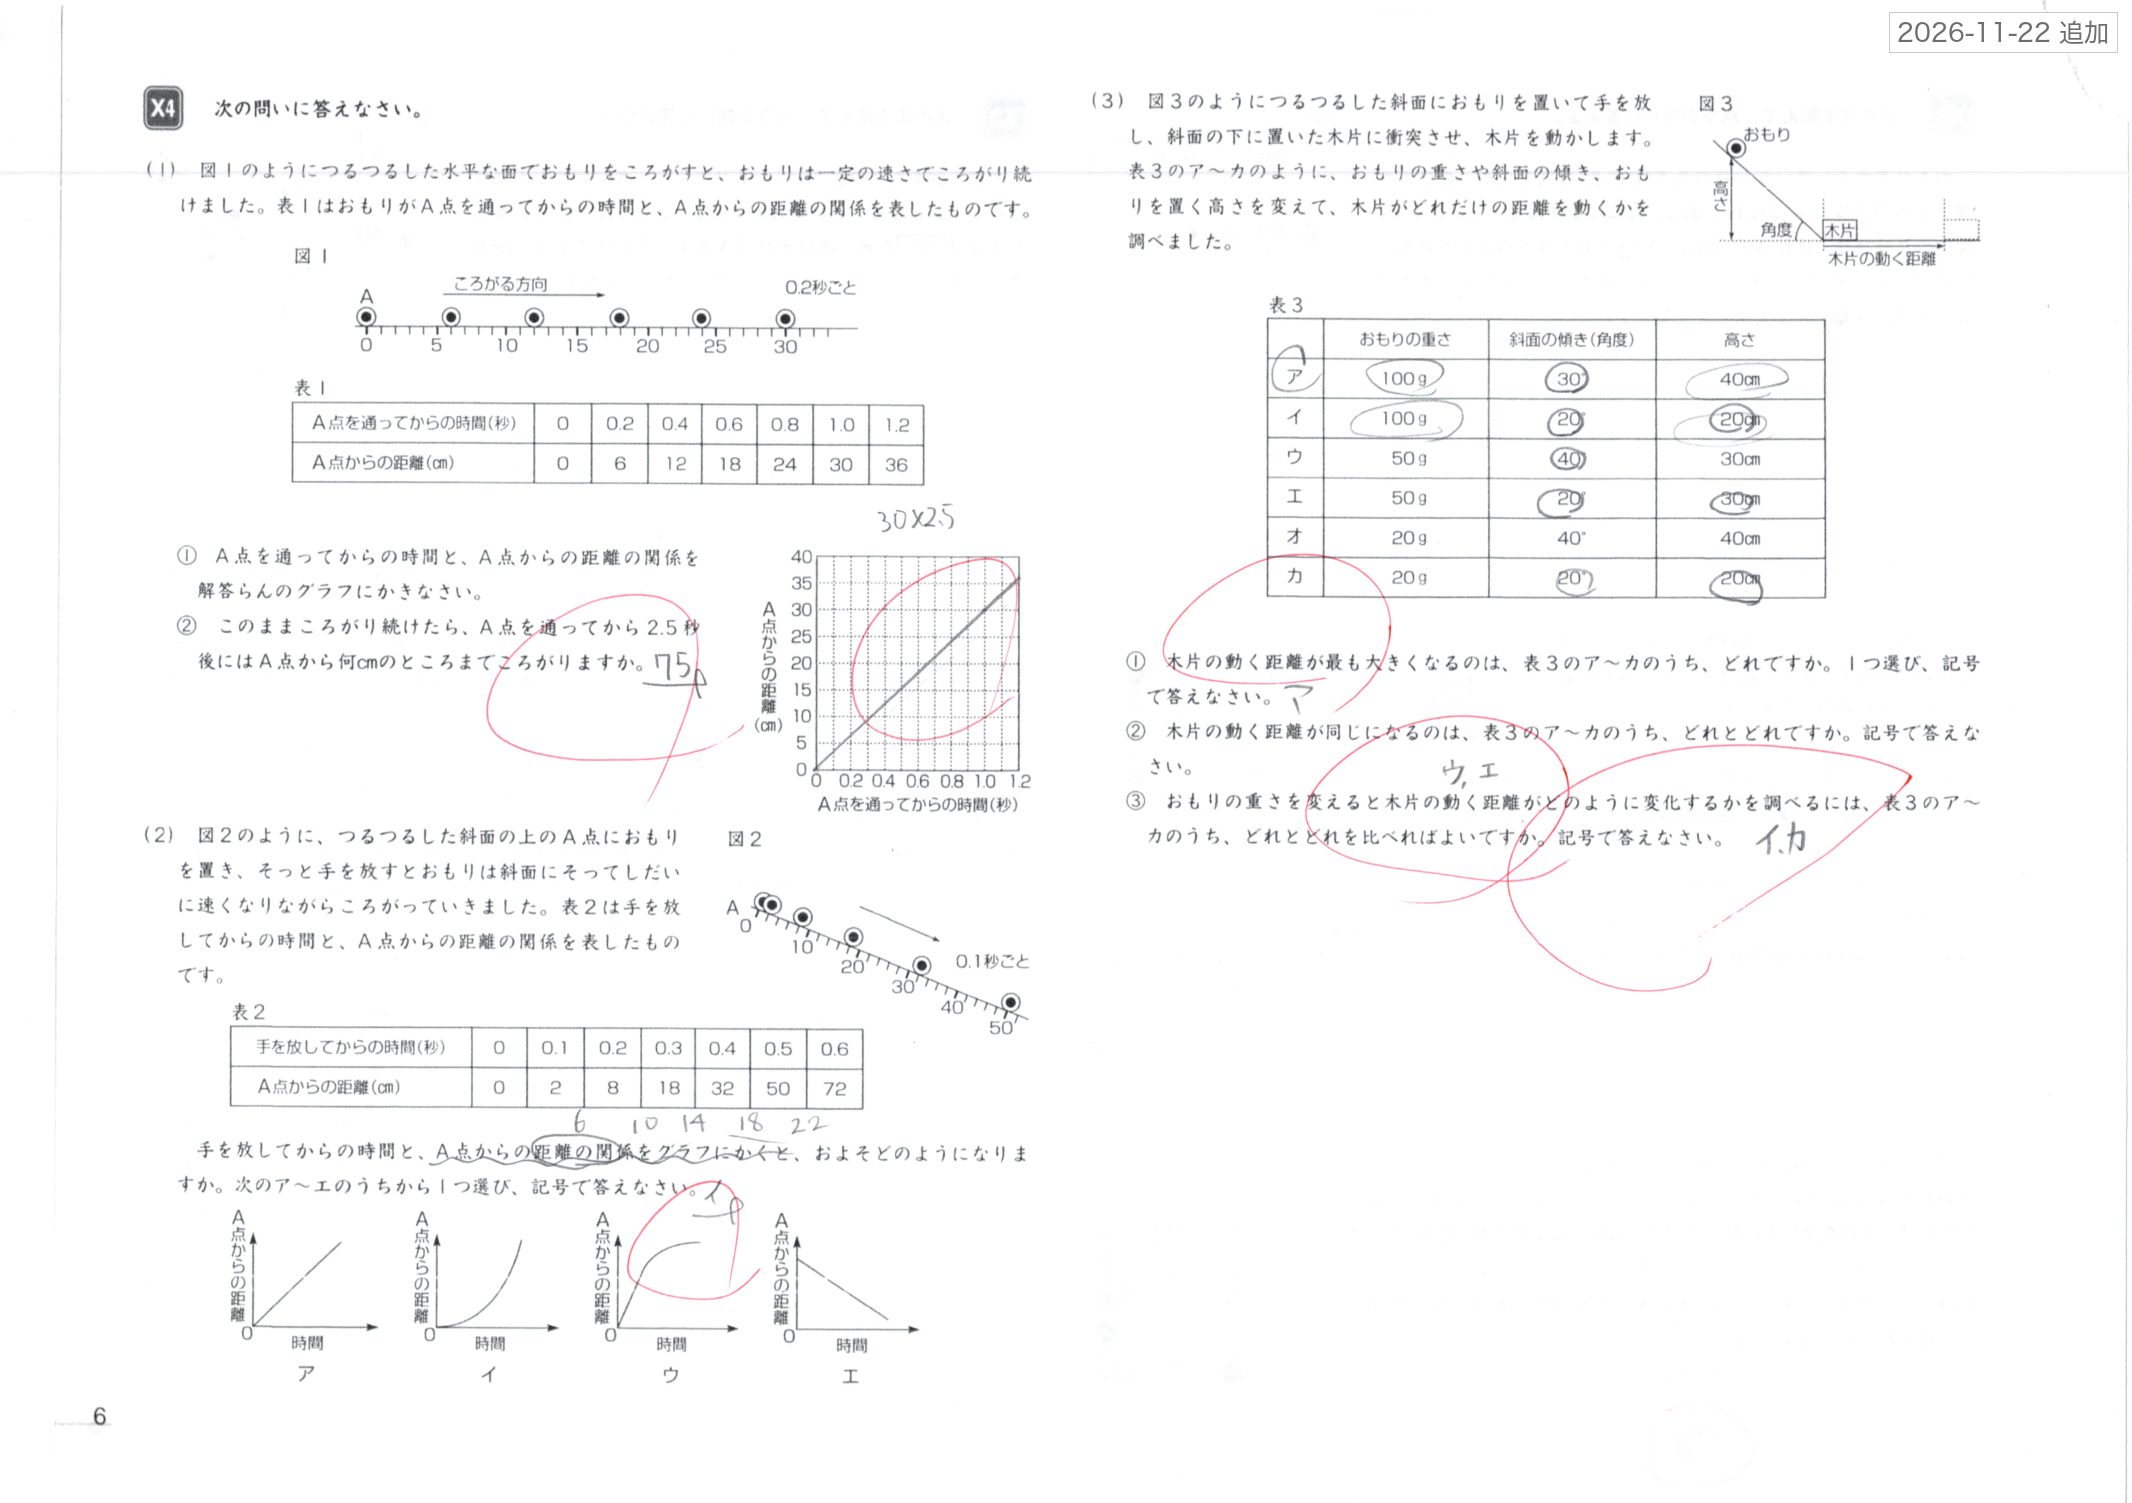 2026-11-22 追加
X4 次の問いに答えなさい。
(1) 図1のようにつるつるした水平な面でおもりをころがすと、おもりは一定の速さでころがり続
けました。表1はおもりがA点を通ってからの時間と、A点からの距離の関係を表したものです。
図1
ころがる方向
0.2秒ごと
A
0 5 10 15 20 25 30
表1
A点を通ってからの時間(秒) 0 0.2 0.4 0.6 0.8 1.0 1.2
A点からの距離(cm) 0 6 12 18 24 30 36
30×2.5
① A点を通ってからの時間と、A点からの距離の関係を
解答らんのグラフにかきなさい。
② このままころがり続けたら、A点を通ってから2.5秒
後にはA点から何cmのところまでころがりますか。75
A点からの距離(cm)
40
35
30
25
20
15
10
5
0
0 0.2 0.4 0.6 0.8 1.0 1.2
A点を通ってからの時間(秒)
(2) 図2のように、つるつるした斜面の上のA点におもり
を置き、そっと手を放すとおもりは斜面にそってしだい
に速くなりながらころがっていきました。表2は手を放
してからの時間と、A点からの距離の関係を表したもの
です。
図2
A
0 10 20 30 40 50
0.1秒ごと
表2
手を放してからの時間(秒) 0 0.1 0.2 0.3 0.4 0.5 0.6
A点からの距離(cm) 0 2 8 18 32 50 72
6 10 14 18 22
手を放してからの時間と、A点からの距離の関係をグラフにかくと、およそどのようになりま
すか。次のア〜エのうちから1つ選び、記号で答えなさい。イ
A点からの距離 A点からの距離 A点からの距離 A点からの距離
0 0 0 0
時間 時間 時間 時間
ア イ ウ エ
6
(3) 図3のようにつるつるした斜面におもりを置いて手を放
し、斜面の下に置いた木片に衝突させ、木片を動かします。
表3のア〜カのように、おもりの重さや斜面の傾き、おも
りを置く高さを変えて、木片がどれだけの距離を動くかを
調べました。
図3
おもり
高さ
角度
木片
木片の動く距離
表3
おもりの重さ 斜面の傾き(角度) 高さ
ア 100g 30° 40cm
イ 100g 20° 20cm
ウ 50g 40° 30cm
エ 50g 20° 30cm
オ 20g 40° 40cm
カ 20g 20° 20cm
① 木片の動く距離が最も大きくなるのは、表3のア〜カのうち、どれですか。1つ選び、記号
で答えなさい。ア
② 木片の動く距離が同じになるのは、表3のア〜カのうち、どれとどれですか。記号で答えな
さい。
ウ, エ
③ おもりの重さを変えると木片の動く距離がどのように変化するかを調べるには、表3のア〜
カのうち、どれとどれを比べればよいですか。記号で答えなさい。 イ、カ